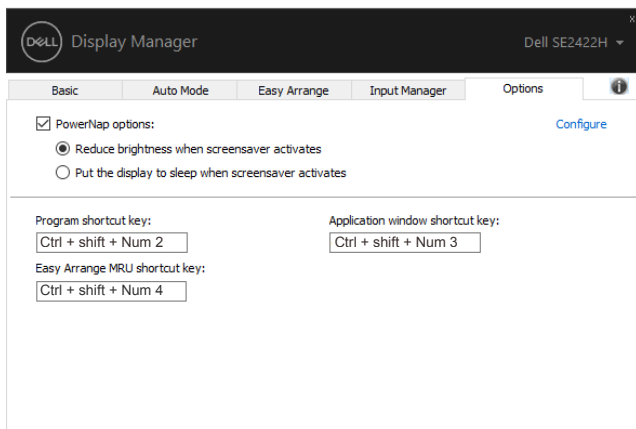 DELL Display Manager
Dell SE2422H
Basic Auto Mode Easy Arrange Input Manager Options
PowerNap options:
Configure
Reduce brightness when screensaver activates
Put the display to sleep when screensaver activates
Program shortcut key:
Application window shortcut key:
Ctrl + shift + Num 2
Ctrl + shift + Num 3
Easy Arrange MRU shortcut key:
Ctrl + shift + Num 4